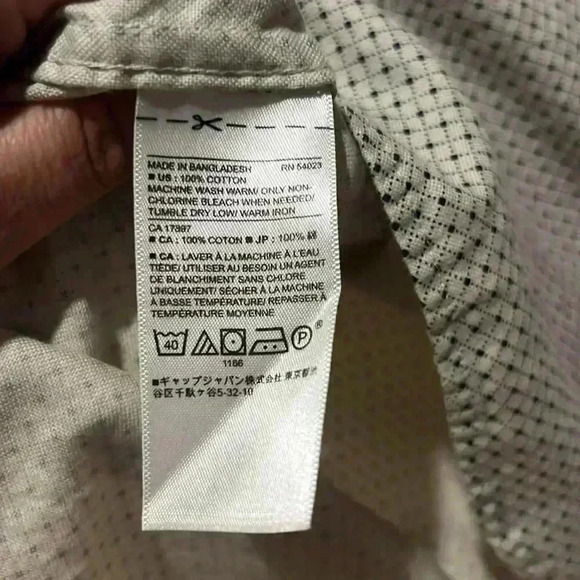 MADE IN BANGLADESH RN 54023
■ US : 100% COTTON
MACHINE WASH WARM/ ONLY NON-
CHLORINE BLEACH WHEN NEEDED/
TUMBLE DRY LOW/ WARM IRON
CA 17897
■ CA : 100% COTON ■ JP : 100% 綿
■ CA : LAVER À LA MACHINE À L'EAU
TIÈDE/ UTILISER AU BESOIN UN AGENT
DE BLANCHIMENT SANS CHLORE
UNIQUEMENT/ SÉCHER À LA MACHINE
À BASSE TEMPÉRATURE/ REPASSER À
TEMPÉRATURE MOYENNE
40 P ®
1166
■ギャップジャパン株式会社 東京都渋
谷区千駄ヶ谷5-32-10